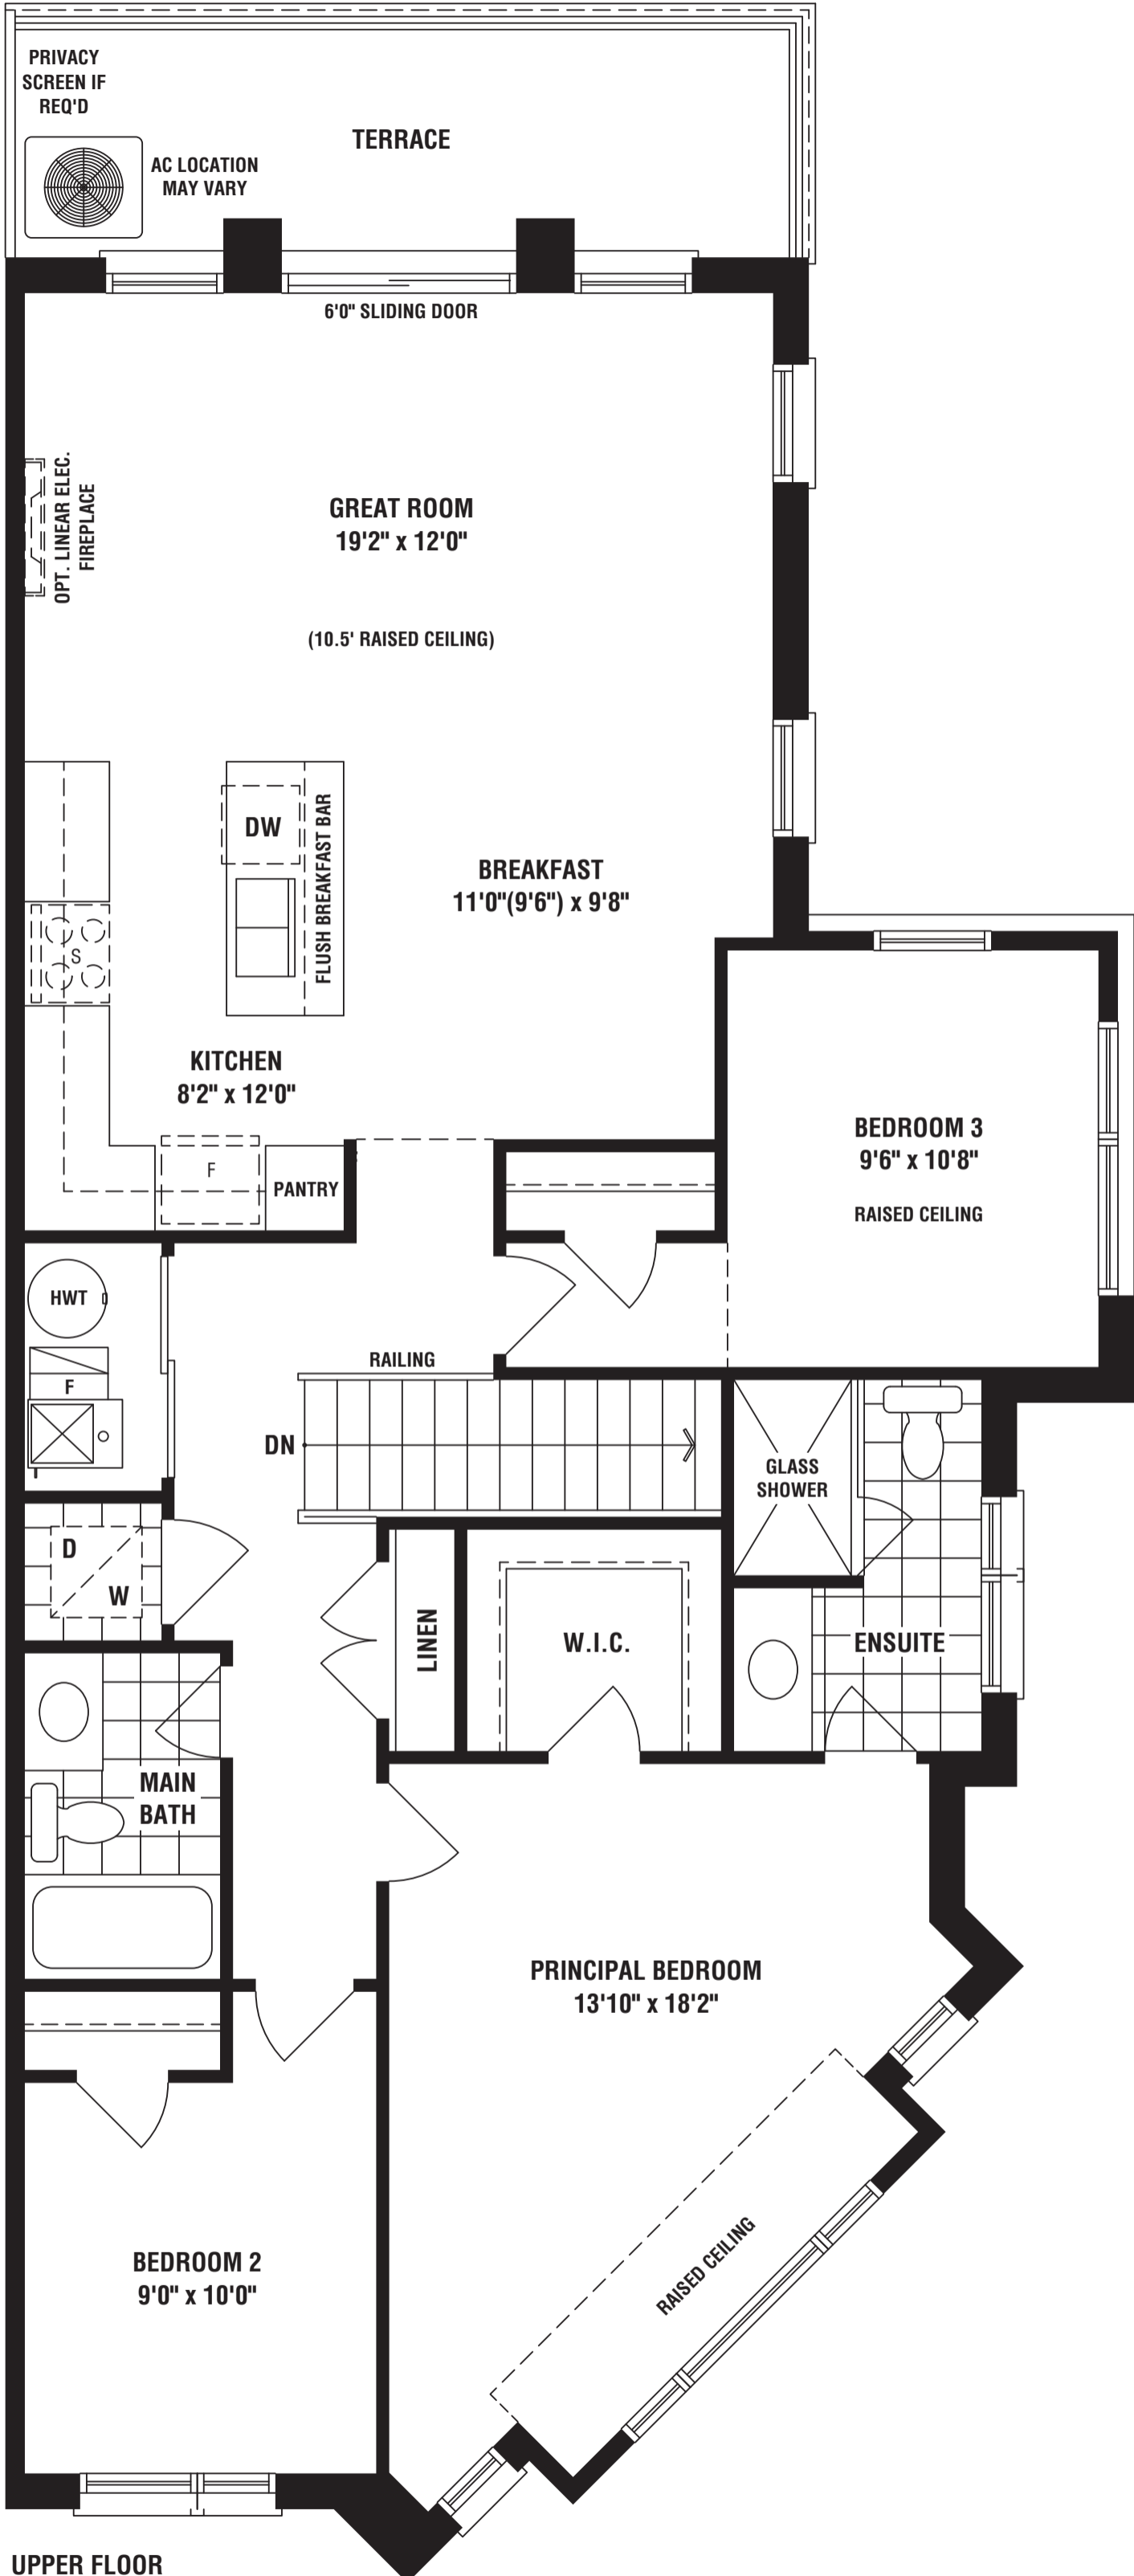 PRIVACY
SCREEN IF
REQ'D
TERRACE
AC LOCATION
MAY VARY
6'0" SLIDING DOOR
OPT. LINEAR ELEC.
FIREPLACE
GREAT ROOM
19'2" x 12'0"
(10.5' RAISED CEILING)
DW
FLUSH BREAKFAST BAR
BREAKFAST
11'0"(9'6") x 9'8"
S
KITCHEN
8'2" x 12'0"
BEDROOM 3
9'6" x 10'8"
RAISED CEILING
F
PANTRY
HWT
F
RAILING
DN
GLASS
SHOWER
D
W
LINEN
W.I.C.
ENSUITE
MAIN
BATH
PRINCIPAL BEDROOM
13'10" x 18'2"
RAISED CEILING
BEDROOM 2
9'0" x 10'0"
UPPER FLOOR